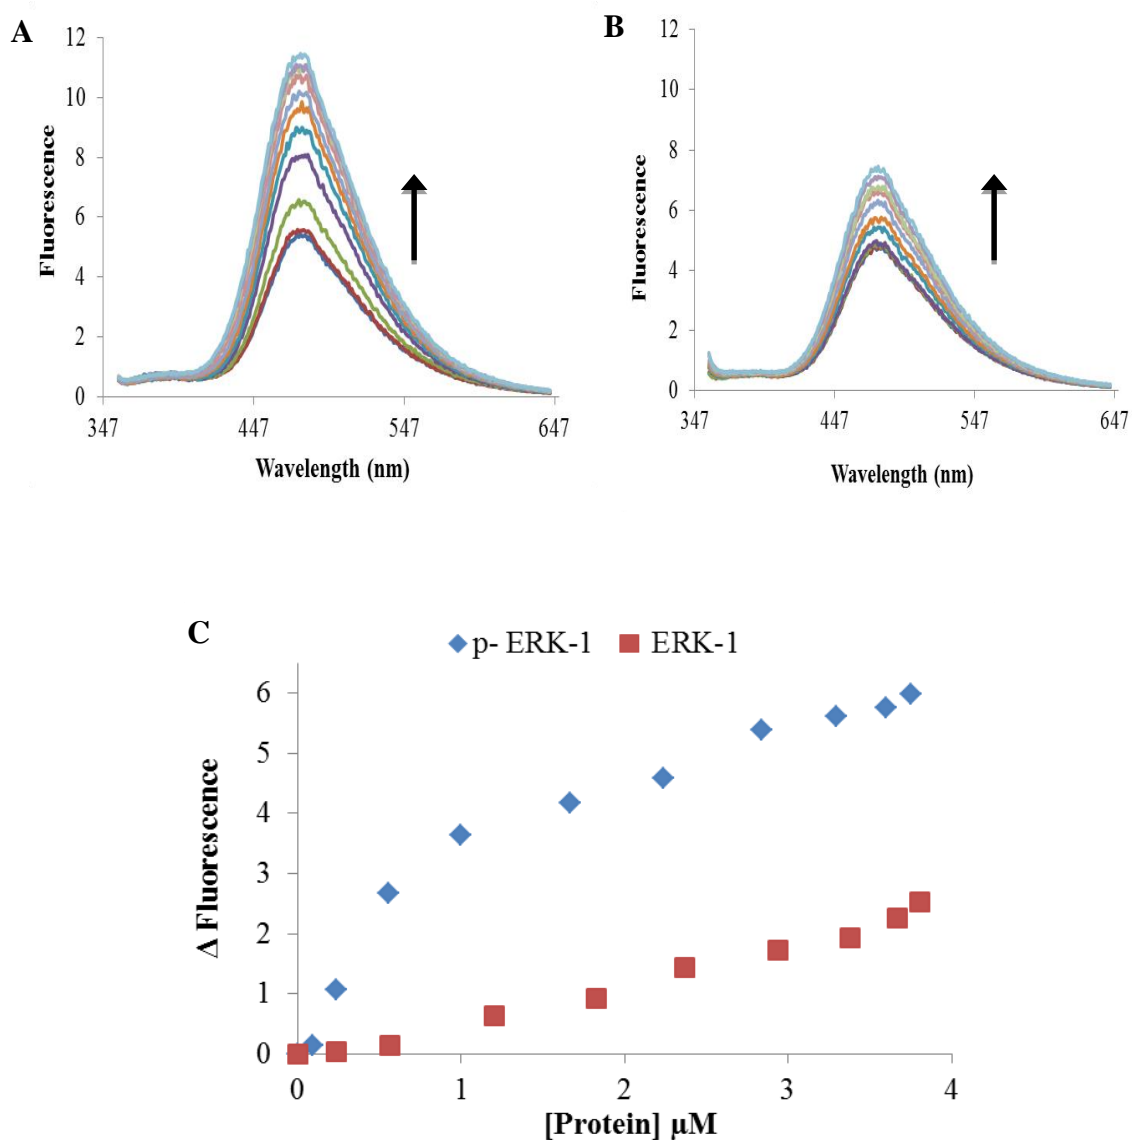 A
12
10
8
6
4
2
0
Fluorescence
347 447 547 647
Wavelength (nm)
B
12
10
8
6
4
2
0
Fluorescence
347 447 547 647
Wavelength (nm)
C
p- ERK-1 ERK-1
6
5
4
3
2
1
0
Δ Fluorescence
0 1 2 3 4
[Protein] μM